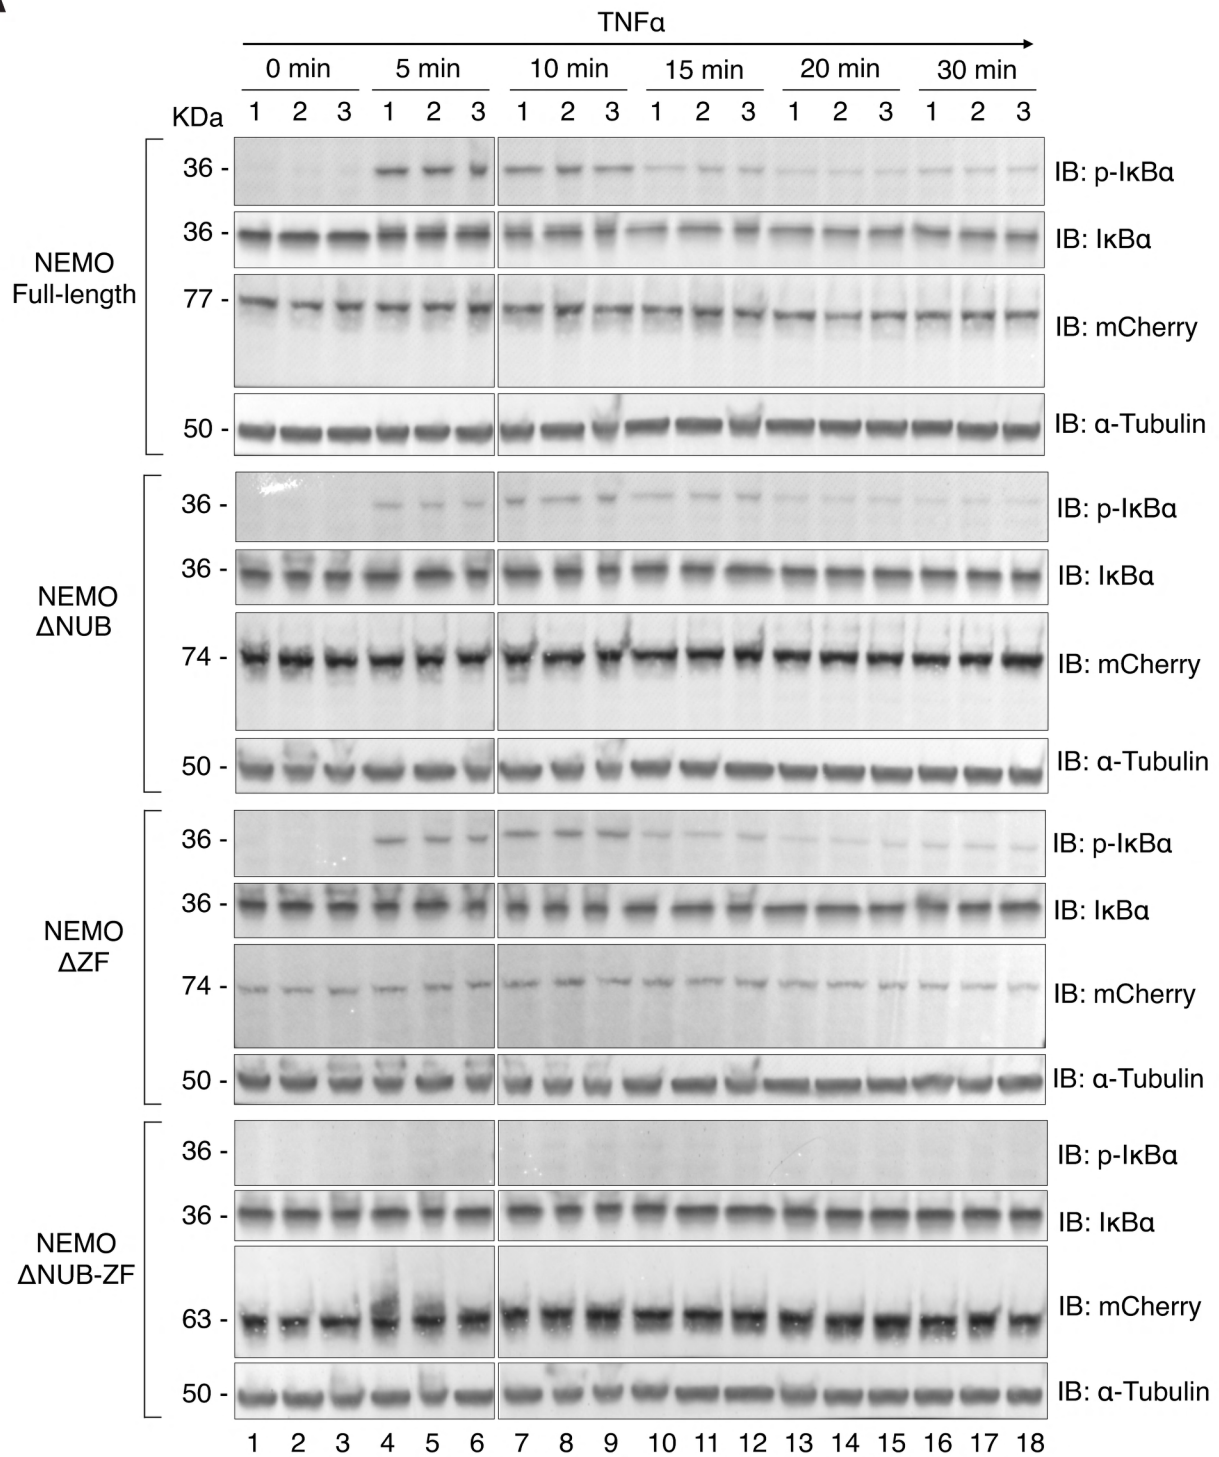 TNFα
0 min 5 min 10 min 15 min 20 min 30 min
KDa 1 2 3 1 2 3 1 2 3 1 2 3 1 2 3 1 2 3
NEMO
Full-length
36 - IB: p-IκBα
36 - IB: IκBα
77 - IB: mCherry
50 - IB: α-Tubulin
NEMO
ΔNUB
36 - IB: p-IκBα
36 - IB: IκBα
74 - IB: mCherry
50 - IB: α-Tubulin
NEMO
ΔZF
36 - IB: p-IκBα
36 - IB: IκBα
74 - IB: mCherry
50 - IB: α-Tubulin
NEMO
ΔNUB-ZF
36 - IB: p-IκBα
36 - IB: IκBα
63 - IB: mCherry
50 - IB: α-Tubulin
1 2 3 4 5 6 7 8 9 10 11 12 13 14 15 16 17 18